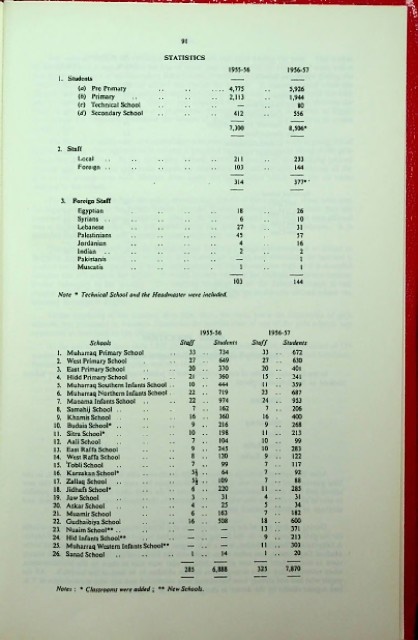 91
STATISTICS
1955-56 1956-57
1. Students
(a) Pre Primary .. .. .... 4,775 .. 5,926
(b) Primary .. .. .. .. 2,113 .. 1,944
(c) Technical School .. .. .. — .. 80
(d) Secondary School .. .. .. 412 .. 556
7,300 8,506*
2. Staff
Local .. .. .. .. .. 211 .. 233
Foreign .. .. .. .. .. 103 .. 144
314 377*
3. Foreign Staff
Egyptian .. .. .. .. 18 .. 26
Syrians .. .. .. .. .. 6 .. 10
Lebanese .. .. .. .. 27 .. 31
Palestinians .. .. .. .. 45 .. 57
Jordanian .. .. .. .. 4 .. 16
Indian .. .. .. .. .. 2 .. 2
Pakistanis .. .. .. .. — .. 1
Muscatis .. .. .. .. 1 .. 1
103 144
Note * Technical School and the Headmaster were included.
1955-56 1956-57
Schools Staff Students Staff Students
1. Muharraq Primary School .. 33 .. 734 33 .. 672
2. West Primary School .. 27 .. 649 27 .. 630
3. East Primary School .. 20 .. 370 20 .. 401
4. Hidd Primary School .. 21 .. 360 15 .. 341
5. Muharraq Southern Infants School .. 10 .. 444 11 .. 359
6. Muharraq Northern Infants School .. 22 .. 719 23 .. 687
7. Manama Infants School .. 22 .. 974 24 .. 953
8. Samahij School .. .. 7 .. 162 7 .. 206
9. Khamis School .. .. 16 .. 360 16 .. 400
10. Budaia School* .. .. 9 .. 216 9 .. 268
11. Sitra School* .. .. 10 .. 198 11 .. 213
12. Aali School .. .. 7 .. 104 10 .. 99
13. East Raffa School .. 9 .. 245 10 .. 283
14. West Raffa School .. 8 .. 120 9 .. 122
15. Tobli School .. .. 7 .. 99 7 .. 117
16. Karzakan School* .. 5½ .. 64 7 .. 92
17. Zallaq School .. .. 5½ .. 109 7 .. 88
18. Jidhafs School* .. .. 6 .. 220 11 .. 285
19. Jaw School .. .. 3 .. 31 4 .. 31
20. Askar School .. .. 4 .. 25 5 .. 34
21. Muamir School .. .. 6 .. 163 7 .. 182
22. Gudhaibiya School .. 16 .. 508 18 .. 600
23. Nuaim School** .. .. — .. — 13 .. 371
24. Hid Infants School** .. — .. — 9 .. 213
25. Muharraq Western Infants School** — .. — 11 .. 303
26. Sanad School .. .. 1 .. 14 1 .. 20
285 6,888 325 7,870
Notes : * Classrooms were added ; ** New Schools.